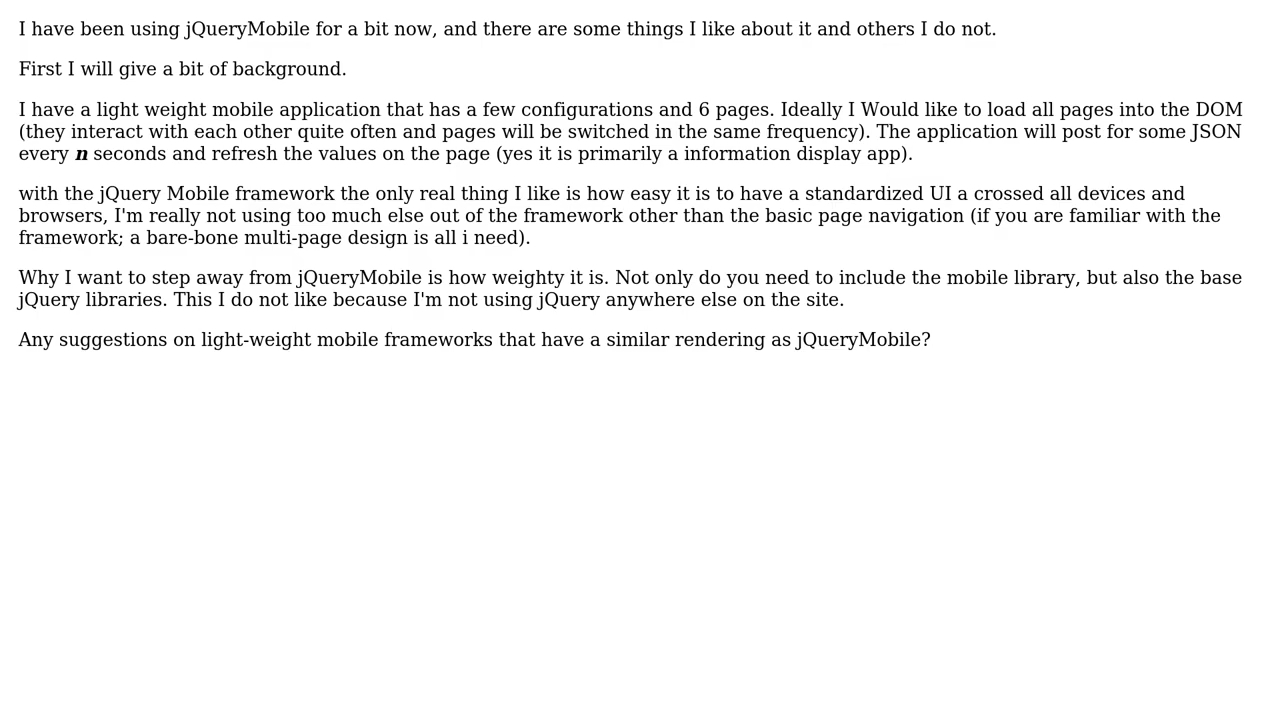 I have been using jQueryMobile for a bit now, and there are some things I like about it and others I do not.
First I will give a bit of background.
I have a light weight mobile application that has a few configurations and 6 pages. Ideally I Would like to load all pages into the DOM
(they interact with each other quite often and pages will be switched in the same frequency). The application will post for some JSON
every n seconds and refresh the values on the page (yes it is primarily a information display app).
with the jQuery Mobile framework the only real thing I like is how easy it is to have a standardized UI a crossed all devices and
browsers, I'm really not using too much else out of the framework other than the basic page navigation (if you are familiar with the
framework; a bare-bone multi-page design is all i need).
Why I want to step away from jQueryMobile is how weighty it is. Not only do you need to include the mobile library, but also the base
jQuery libraries. This I do not like because I'm not using jQuery anywhere else on the site.
Any suggestions on light-weight mobile frameworks that have a similar rendering as jQueryMobile?